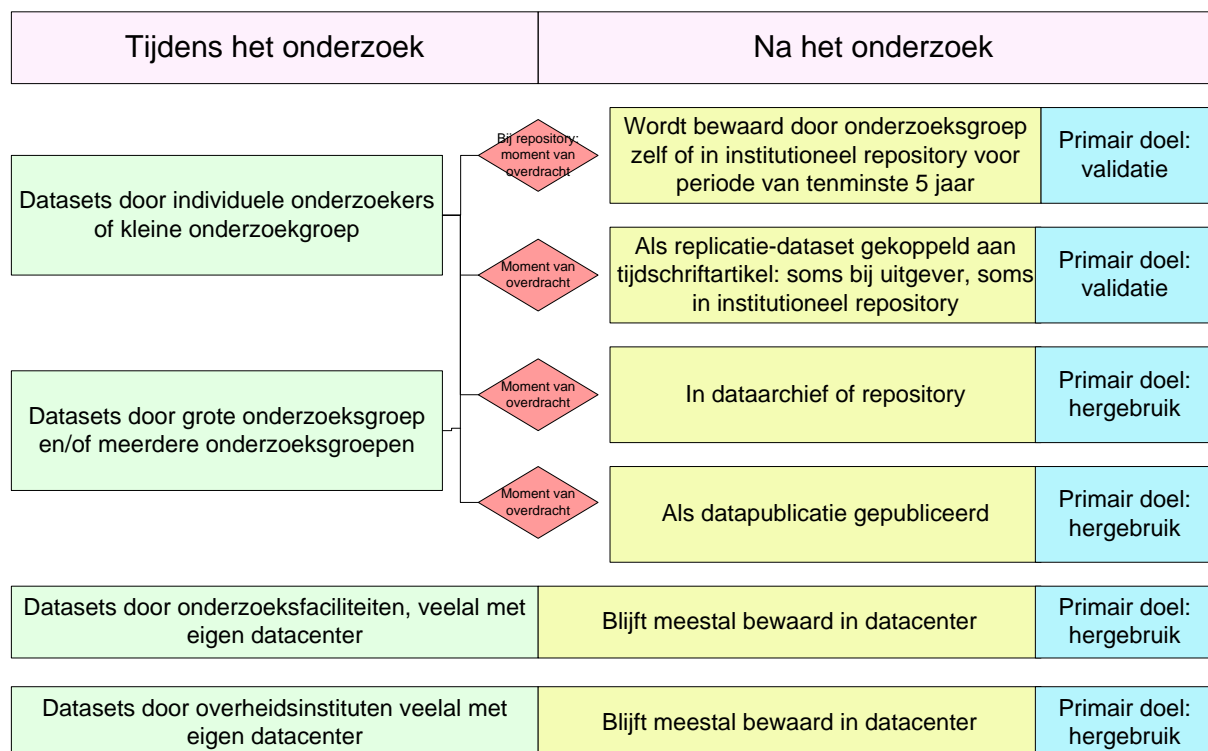 Tijdens het onderzoek
Na het onderzoek
Datasets door individuele onderzoekers
of kleine onderzoekgroep
Bij repository:
moment van
overdracht
Wordt bewaard door onderzoeksgroep
zelf of in institutioneel repository voor
periode van tenminste 5 jaar
Primair doel:
validatie
Moment van
overdracht
Als replicatie-dataset gekoppeld aan
tijdschriftartikel: soms bij uitgever, soms
in institutioneel repository
Primair doel:
validatie
Datasets door grote onderzoeksgroep
en/of meerdere onderzoeksgroepen
Moment van
overdracht
In dataarchief of repository
Primair doel:
hergebruik
Moment van
overdracht
Als datapublicatie gepubliceerd
Primair doel:
hergebruik
Datasets door onderzoeksfaciliteiten, veelal met
eigen datacenter
Blijft meestal bewaard in datacenter
Primair doel:
hergebruik
Datasets door overheidsinstituten veelal met
eigen datacenter
Blijft meestal bewaard in datacenter
Primair doel:
hergebruik